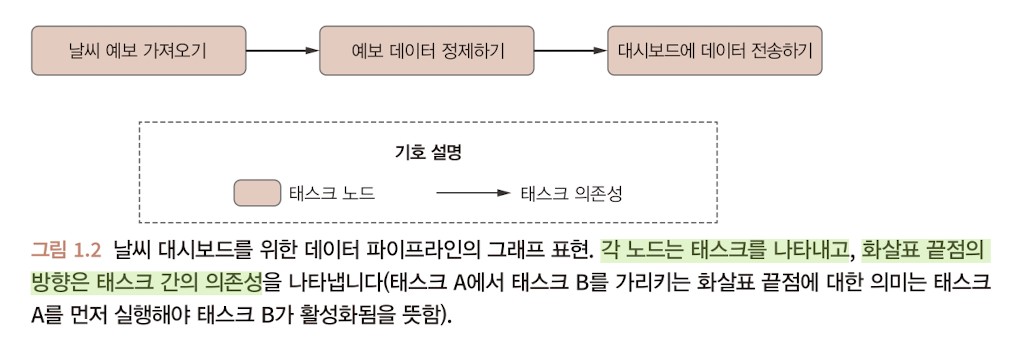 날씨 예보 가져오기
예보 데이터 정제하기
대시보드에 데이터 전송하기
기호 설명
태스크 노드
태스크 의존성
그림 1.2 날씨 대시보드를 위한 데이터 파이프라인의 그래프 표현. 각 노드는 태스크를 나타내고, 화살표 끝점의
방향은 태스크 간의 의존성을 나타냅니다(태스크 A에서 태스크 B를 가리키는 화살표 끝점에 대한 의미는 태스크
A를 먼저 실행해야 태스크 B가 활성화됨을 뜻함).